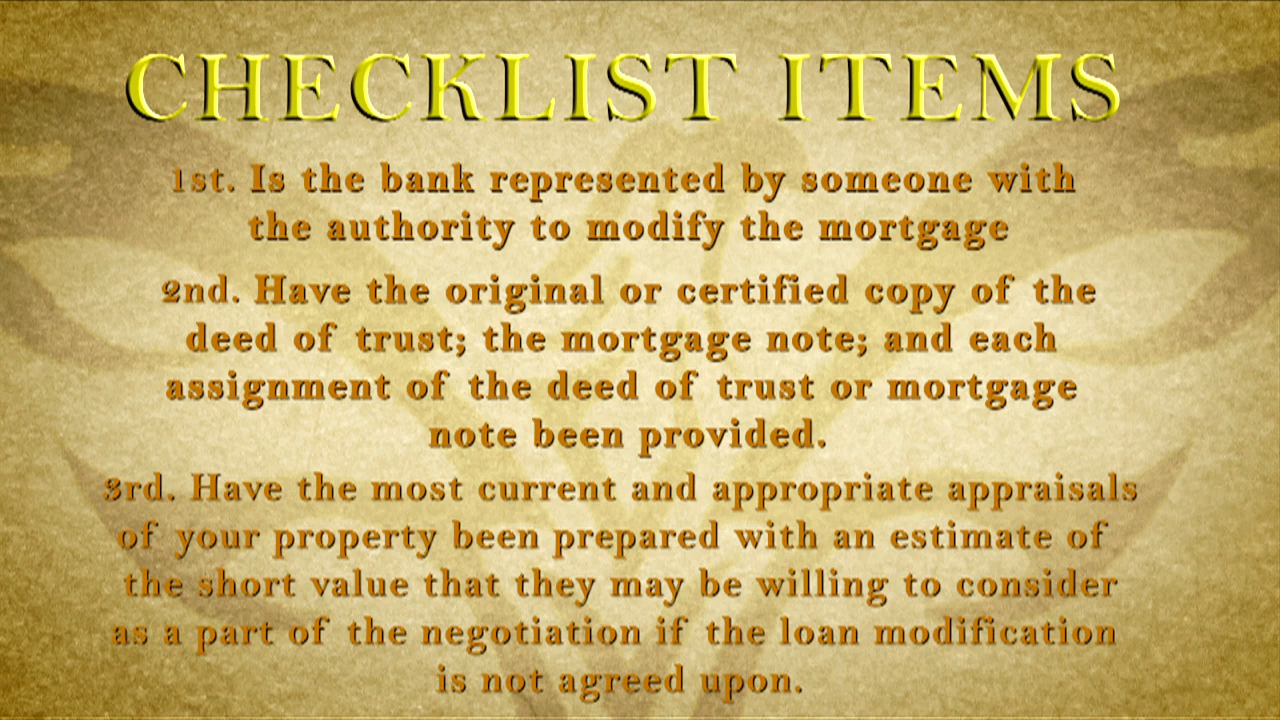 CHECKLIST ITEMS
1st. Is the bank represented by someone with
the authority to modify the mortgage
2nd. Have the original or certified copy of the
deed of trust; the mortgage note; and each
assignment of the deed of trust or mortgage
note been provided.
3rd. Have the most current and appropriate appraisals
of your property been prepared with an estimate of
the short value that they may be willing to consider
as a part of the negotiation if the loan modification
is not agreed upon.